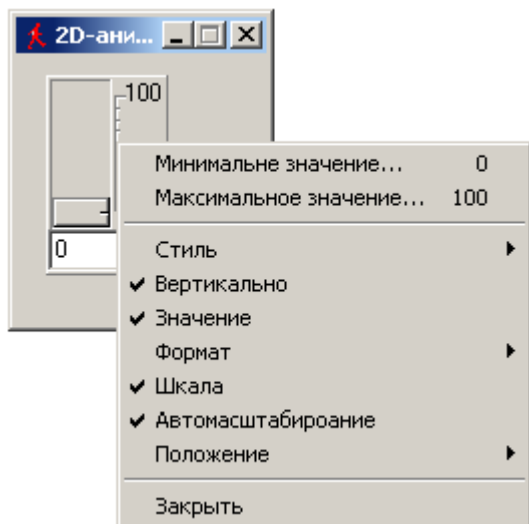 2D-ани...
100
0
Минимальне значение... 0
Максимальное значение... 100
Стиль
Вертикально
Значение
Формат
Шкала
Автомасштабироание
Положение
Закрыть